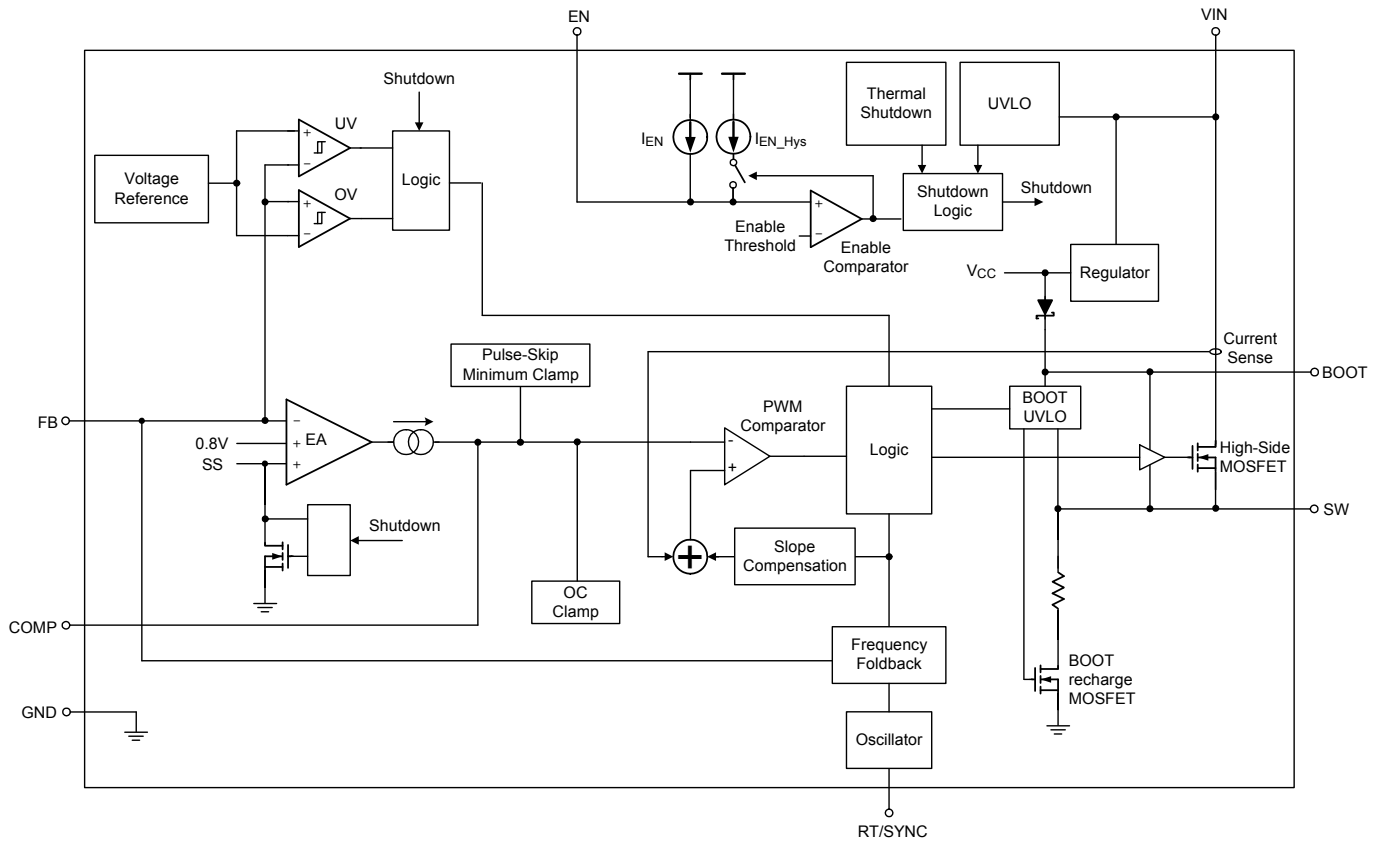 EN
VIN
Shutdown
Thermal
Shutdown
UVLO
UV
+
−
Voltage
Reference
Logic
OV
+
−
IEN
IEN_Hys
Shutdown
Logic
Shutdown
Enable
Threshold
+
−
Enable
Comparator
VCC
Regulator
Current
Sense
BOOT
Pulse-Skip
Minimum Clamp
BOOT
UVLO
PWM
Comparator
-
+
Logic
High-Side
MOSFET
FB
0.8V
SS
−
+
+
EA
SW
Shutdown
+
Slope
Compensation
OC
Clamp
COMP
Frequency
Foldback
BOOT
recharge
MOSFET
GND
Oscillator
RT/SYNC